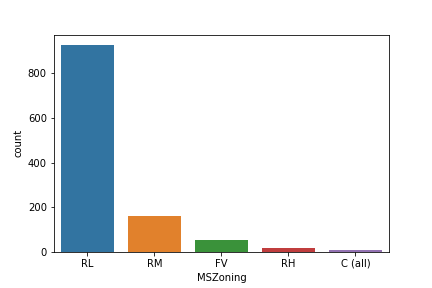 800
600
400
200
0
count
RL RM FV RH C (all)
MSZoning